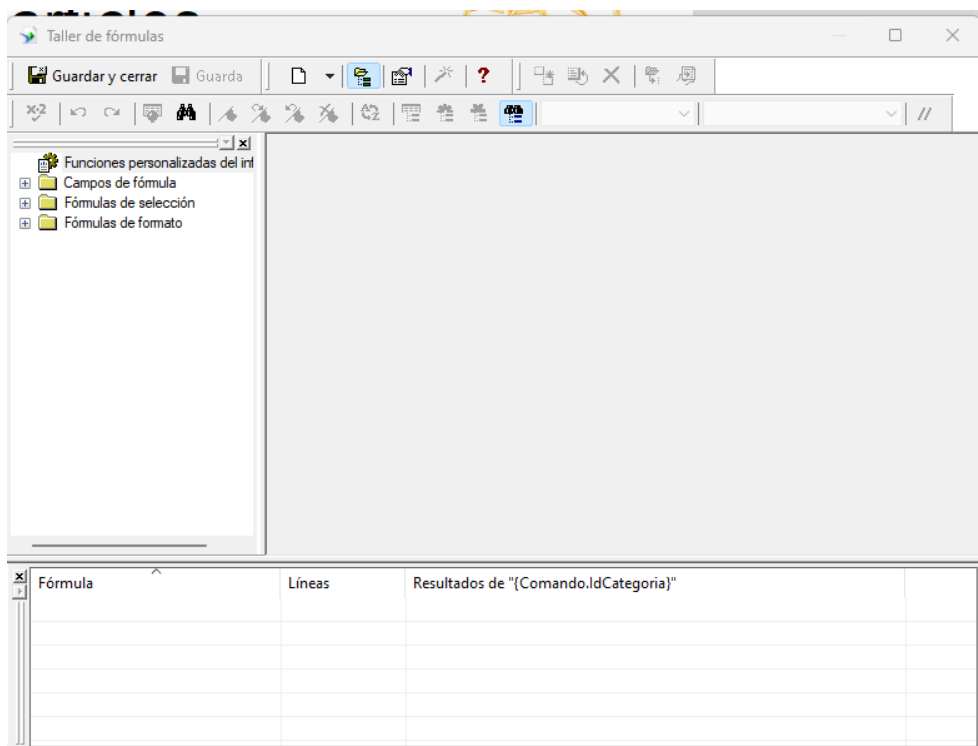 Taller de fórmulas
Guardar y cerrar Guarda
Funciones personalizadas del inf
Campos de fórmula
Fórmulas de selección
Fórmulas de formato
Fórmula Líneas Resultados de "{Comando.IdCategoria}"